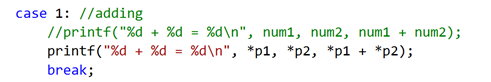 case 1: //adding
//printf("%d + %d = %d\n", num1, num2, num1 + num2);
printf("%d + %d = %d\n", *p1, *p2, *p1 + *p2);
break;